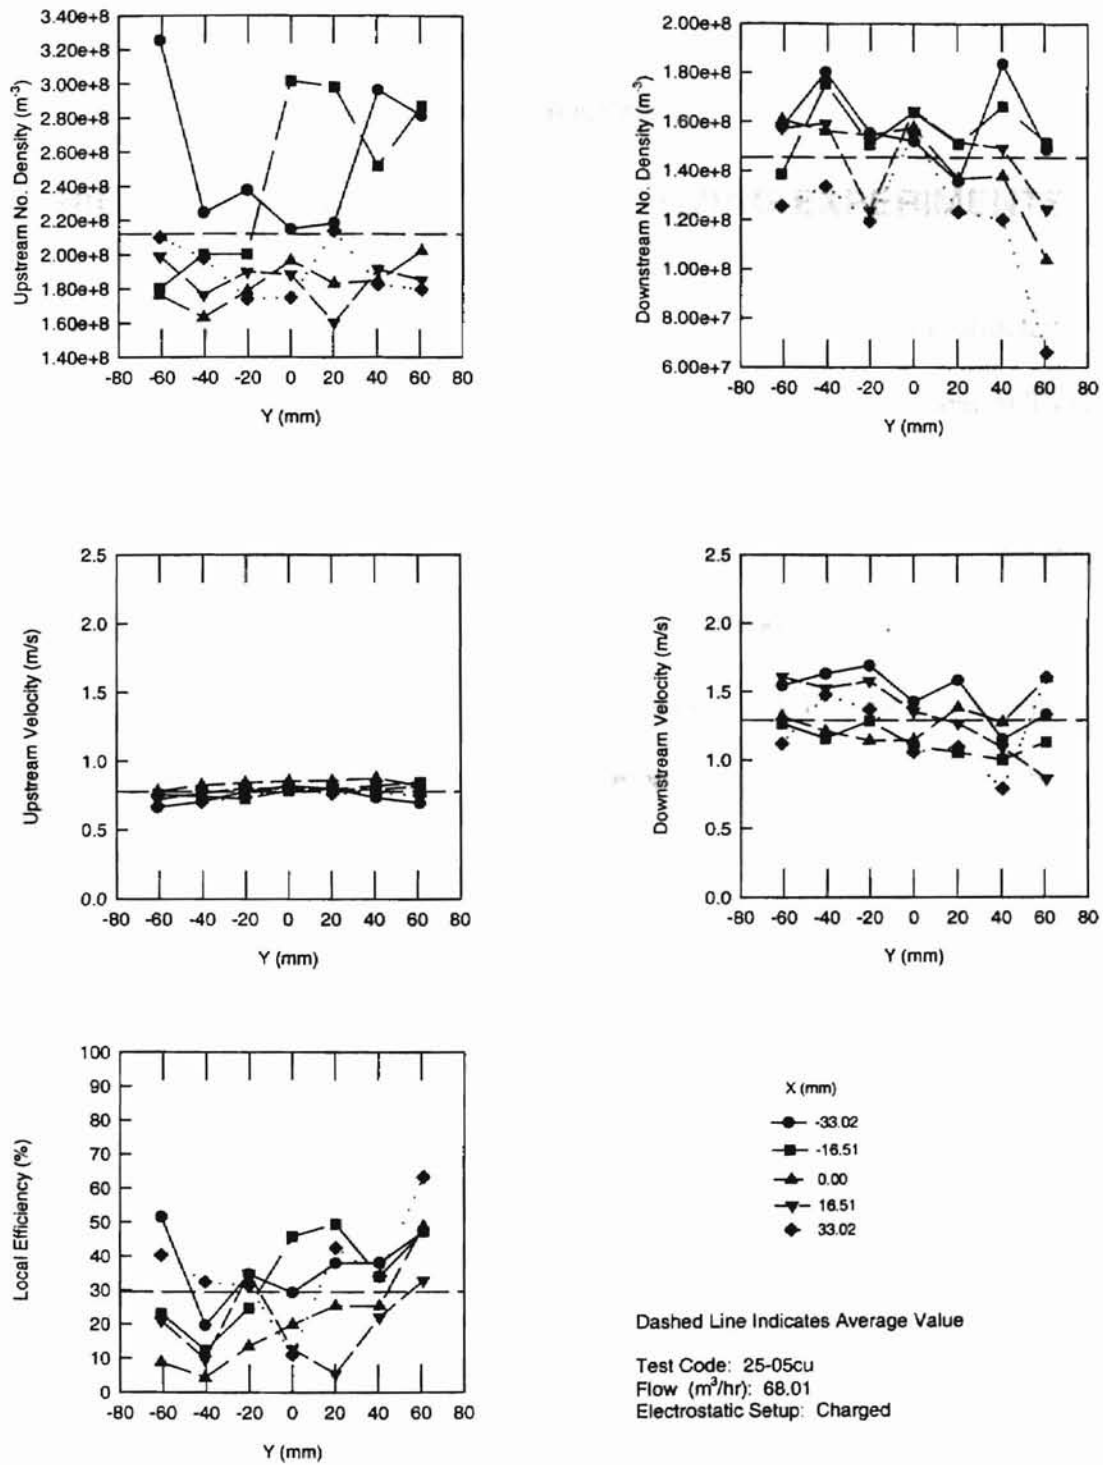 3.40e+8
3.20e+8
3.00e+8
2.80e+8
2.60e+8
2.40e+8
2.20e+8
2.00e+8
1.80e+8
1.60e+8
1.40e+8
Upstream No. Density (m⁻³)
-80 -60 -40 -20 0 20 40 60 80
Y (mm)
2.00e+8
1.80e+8
1.60e+8
1.40e+8
1.20e+8
1.00e+8
8.00e+7
6.00e+7
Downstream No. Density (m⁻³)
-80 -60 -40 -20 0 20 40 60 80
Y (mm)
2.5
2.0
1.5
1.0
0.5
0.0
Upstream Velocity (m/s)
-80 -60 -40 -20 0 20 40 60 80
Y (mm)
2.5
2.0
1.5
1.0
0.5
0.0
Downstream Velocity (m/s)
-80 -60 -40 -20 0 20 40 60 80
Y (mm)
100
90
80
70
60
50
40
30
20
10
0
Local Efficiency (%)
-80 -60 -40 -20 0 20 40 60 80
Y (mm)
X (mm)
-33.02
-16.51
0.00
16.51
33.02
Dashed Line Indicates Average Value
Test Code: 25-05cu
Flow (m³/hr): 68.01
Electrostatic Setup: Charged